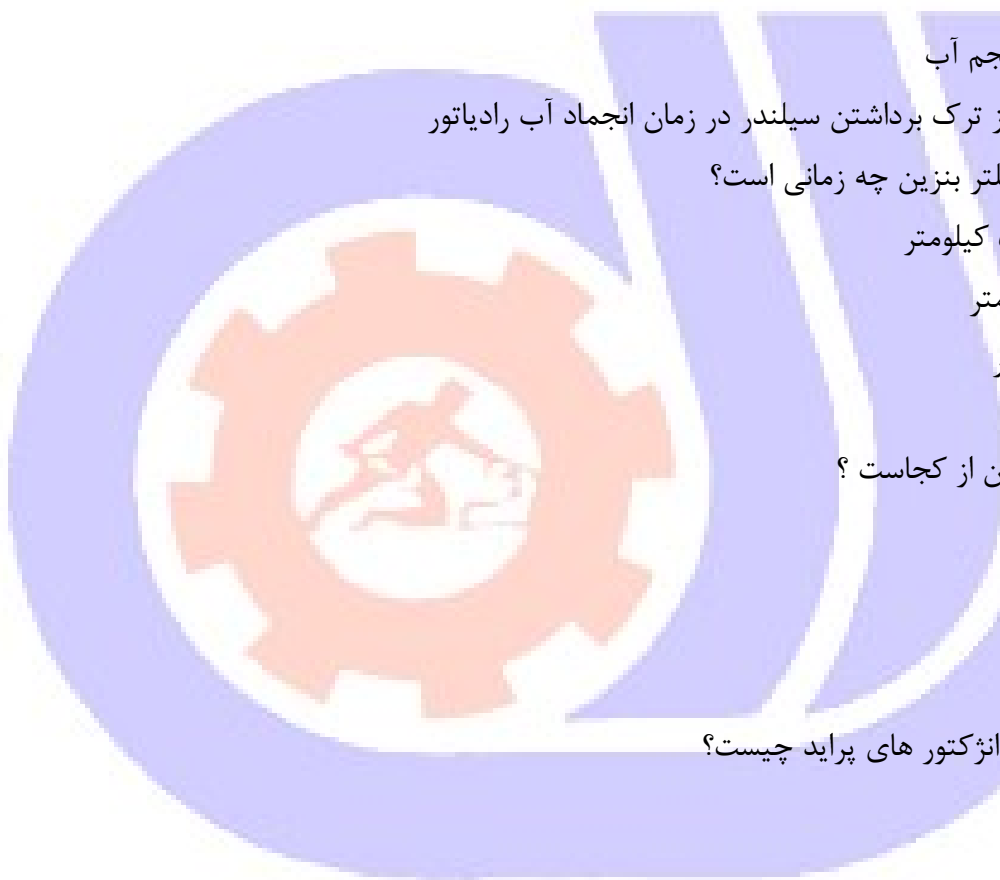 جم آب
ز ترک برداشتن سیلندر در زمان انجماد آب رادیاتور
لتر بنزین چه زمانی است؟
کیلومتر
متر
ر
ن از کجاست ؟
انژکتور های پراید چیست؟